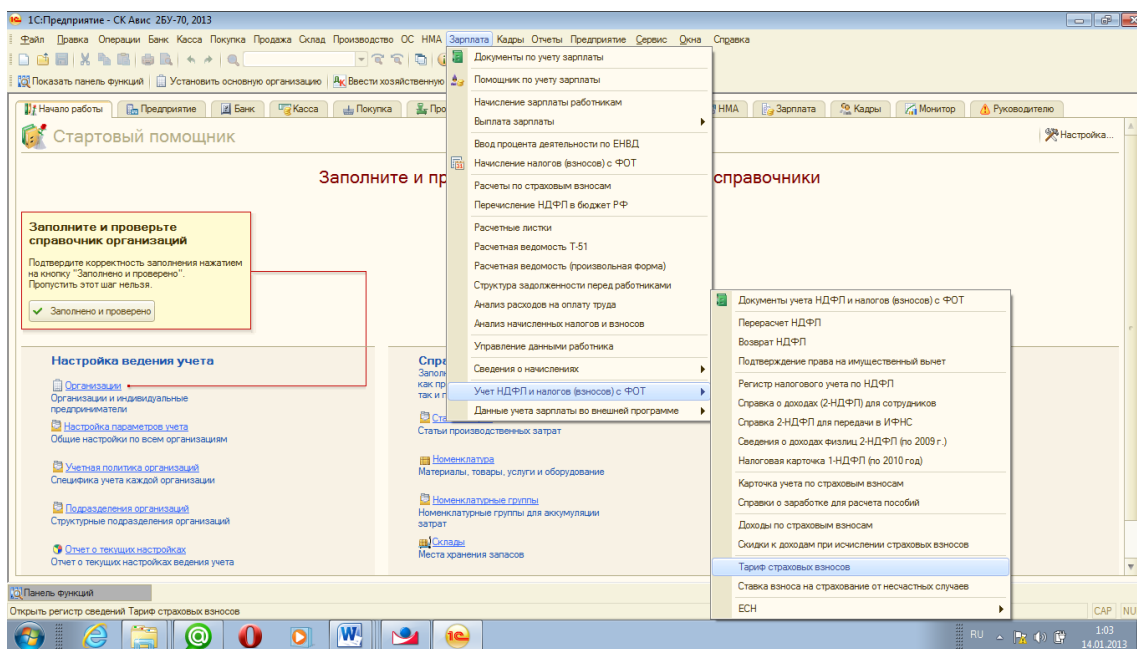 1С:Предприятие - СК Авис 2БУ-70, 2013
Файл Правка Операции Банк Касса Покупка Продажа Склад Производство ОС НМА Зарплата Кадры Отчеты Предприятие Сервис Окна Справка
Показать панель функций Установить основную организацию Ввести хозяйственную
Начало работы Предприятие Банк Касса Покупка Про НМА Зарплата Кадры Монитор Руководителю
Стартовый помощник
Настройка...
Заполните и пр справочники
Заполните и проверьте
справочник организаций
Подтвердите корректность заполнения нажатием
на кнопку "Заполнено и проверено".
Пропустить этот шаг нельзя.
Заполнено и проверено
Настройка ведения учета
Организации
Организации и индивидуальные
предприниматели
Настройка параметров учета
Общие настройки по всем организациям
Учетная политика организаций
Специфика учета каждой организации
Подразделения организаций
Структурные подразделения организаций
Отчет о текущих настройках
Отчет о текущих настройках ведения учета
Спра
Заполн
как пр
так и г
Ста
Статьи производственных затрат
Номенклатура
Материалы, товары, услуги и оборудование
Номенклатурные группы
Номенклатурные группы для аккумуляции
затрат
Склады
Места хранения запасов
Документы по учету зарплаты
Помощник по учету зарплаты
Начисление зарплаты работникам
Выплата зарплаты
Ввод процента деятельности по ЕНВД
Начисление налогов (взносов) с ФОТ
Расчеты по страховым взносам
Перечисление НДФЛ в бюджет РФ
Расчетные листки
Расчетная ведомость Т-51
Расчетная ведомость (произвольная форма)
Структура задолженности перед работниками
Анализ расходов на оплату труда
Анализ начисленных налогов и взносов
Управление данными работника
Сведения о начислениях
Учет НДФЛ и налогов (взносов) с ФОТ
Данные учета зарплаты во внешней программе
Документы учета НДФЛ и налогов (взносов) с ФОТ
Перерасчет НДФЛ
Возврат НДФЛ
Подтверждение права на имущественный вычет
Регистр налогового учета по НДФЛ
Справка о доходах (2-НДФЛ) для сотрудников
Справка 2-НДФЛ для передачи в ИФНС
Сведения о доходах физлиц 2-НДФЛ (по 2009 г.)
Налоговая карточка 1-НДФЛ (по 2010 год)
Карточка учета по страховым взносам
Справки о заработке для расчета пособий
Доходы по страховым взносам
Скидки к доходам при исчислении страховых взносов
Тариф страховых взносов
Ставка взноса на страхование от несчастных случаев
ЕСН
Панель функций
Открыть регистр сведений Тариф страховых взносов
CAP NU
RU
1:03
14.01.2013